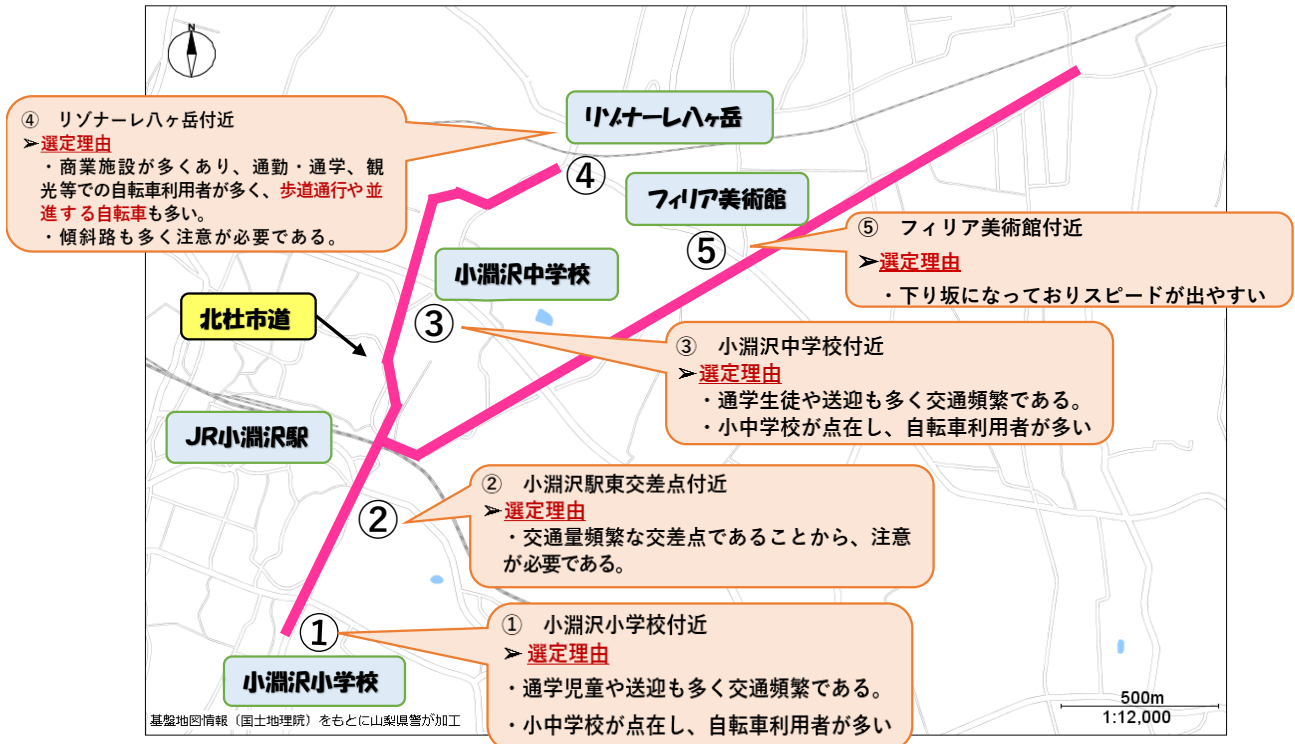 リゾナーレ八ヶ岳
④ リゾナーレ八ヶ岳付近
➢選定理由
・商業施設が多くあり、通勤・通学、観
光等での自転車利用者が多く、歩道通行や並
進する自転車も多い。
・傾斜路も多く注意が必要である。
④
フィリア美術館
⑤
⑤ フィリア美術館付近
➢選定理由
・下り坂になっておりスピードが出やすい
小淵沢中学校
北杜市道
③
③ 小淵沢中学校付近
➢選定理由
・通学生徒や送迎も多く交通頻繁である。
・小中学校が点在し、自転車利用者が多い
JR小淵沢駅
②
② 小淵沢駅東交差点付近
➢選定理由
・交通量頻繁な交差点であることから、注意
が必要である。
①
① 小淵沢小学校付近
➢選定理由
・通学児童や送迎も多く交通頻繁である。
・小中学校が点在し、自転車利用者が多い
小淵沢小学校
基盤地図情報（国土地理院）をもとに山梨県警が加工
500m
1:12,000